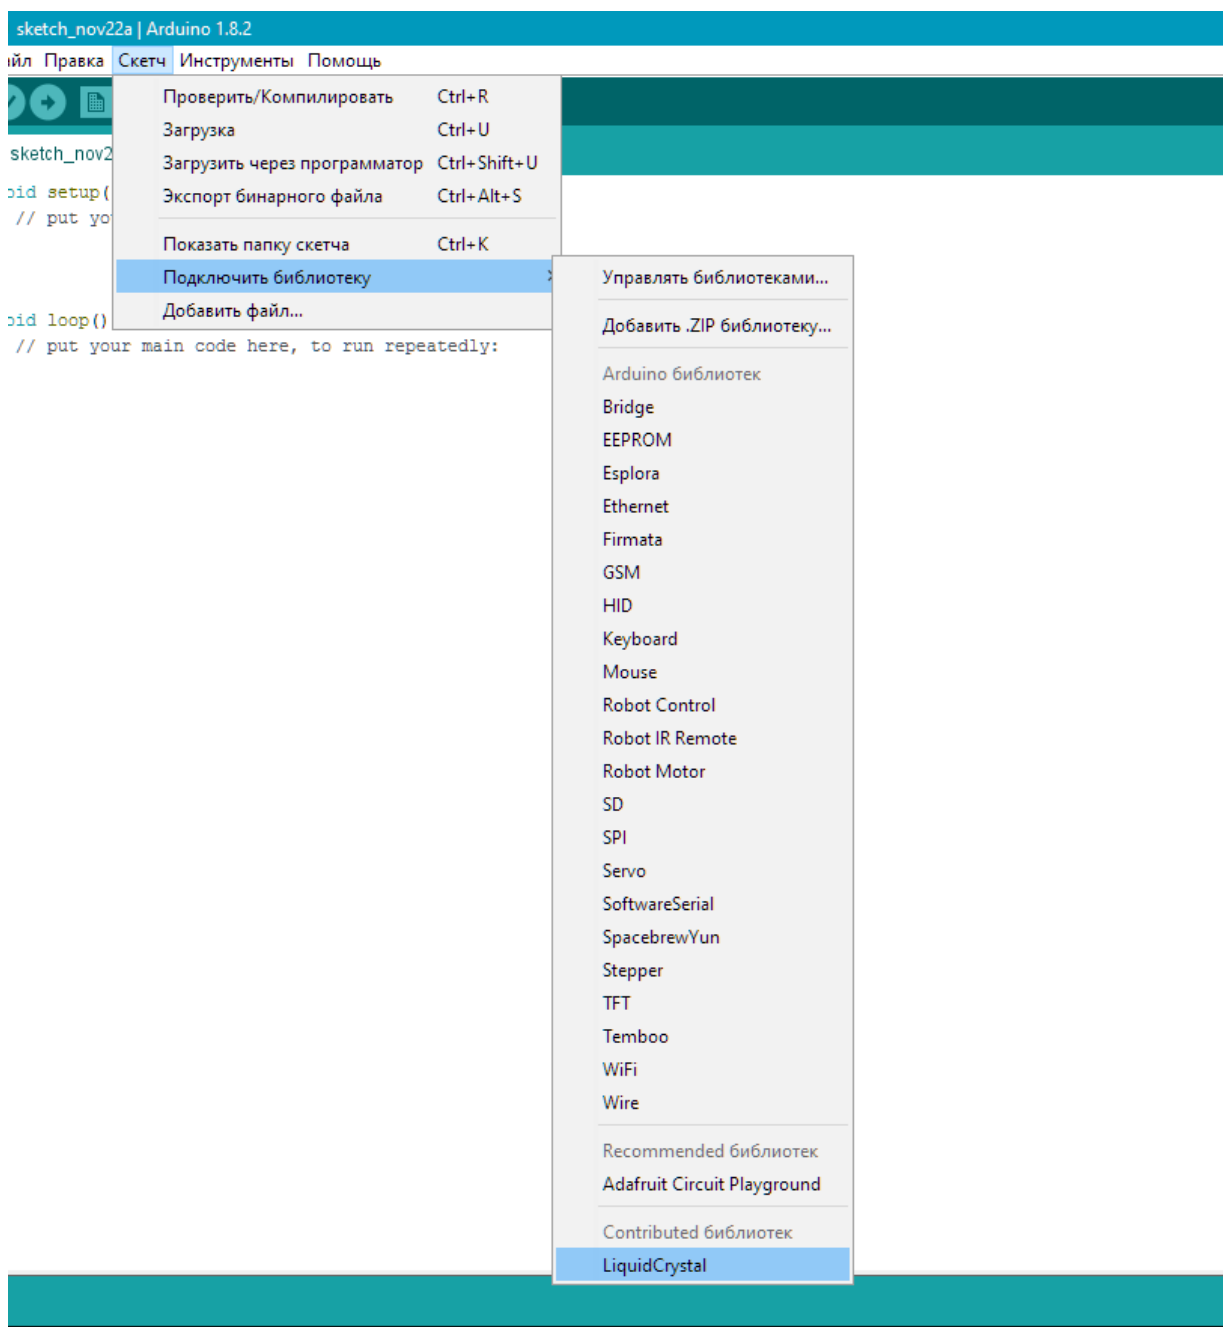 sketch_nov22a | Arduino 1.8.2
йл Правка Скетч Инструменты Помощь
Проверить/Компилировать Ctrl+R
Загрузка Ctrl+U
sketch_nov2
Загрузить через программатор Ctrl+Shift+U
oid setup(
Экспорт бинарного файла Ctrl+Alt+S
// put yo
Показать папку скетча Ctrl+K
Подключить библиотеку
Добавить файл...
oid loop()
// put your main code here, to run repeatedly:
Управлять библиотеками...
Добавить .ZIP библиотеку...
Arduino библиотек
Bridge
EEPROM
Esplora
Ethernet
Firmata
GSM
HID
Keyboard
Mouse
Robot Control
Robot IR Remote
Robot Motor
SD
SPI
Servo
SoftwareSerial
SpacebrewYun
Stepper
TFT
Temboo
WiFi
Wire
Recommended библиотек
Adafruit Circuit Playground
Contributed библиотек
LiquidCrystal